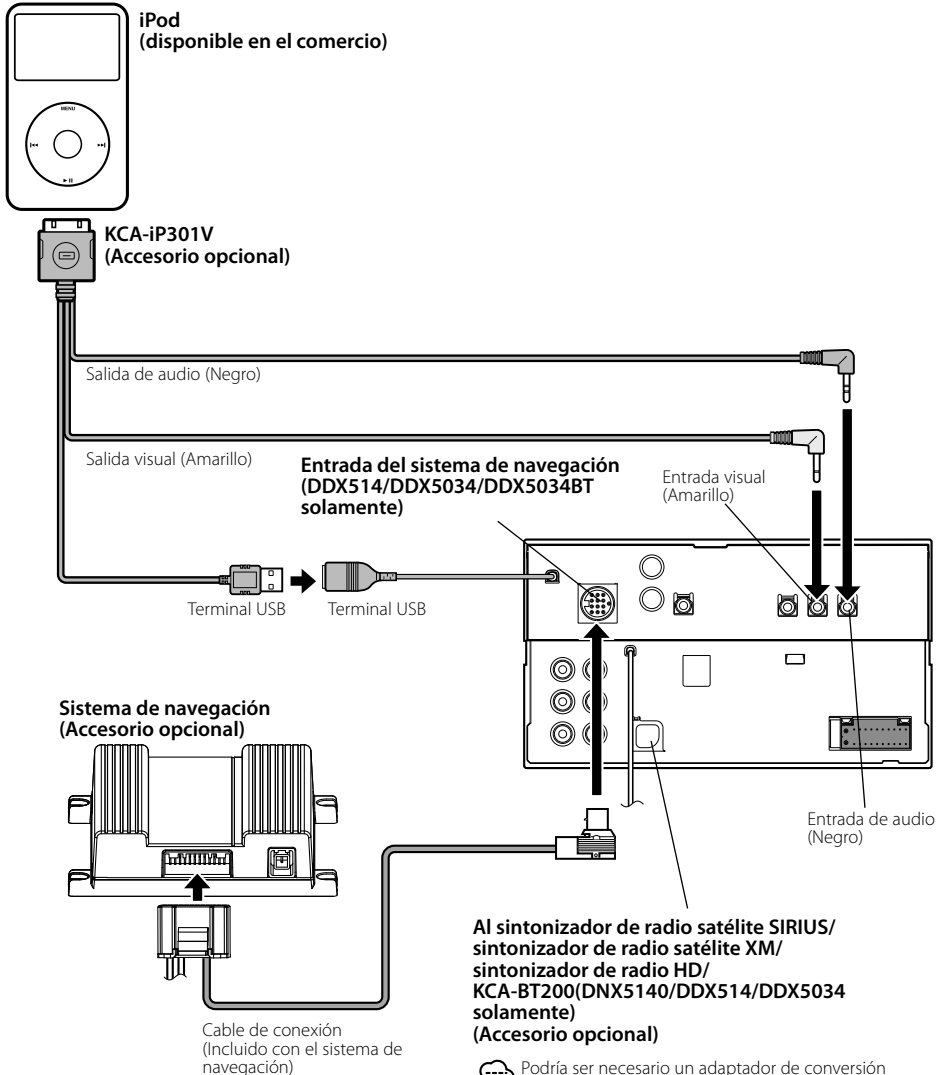 iPod
(disponible en el comercio)
MENU
KCA-iP301V
(Accesorio opcional)
Salida de audio (Negro)
Salida visual (Amarillo)
Entrada del sistema de navegación
(DDX514/DDX5034/DDX5034BT
solamente)
Entrada visual
(Amarillo)
Terminal USB
Terminal USB
Sistema de navegación
(Accesorio opcional)
Entrada de audio
(Negro)
Al sintonizador de radio satélite SIRIUS/
sintonizador de radio satélite XM/
sintonizador de radio HD/
KCA-BT200(DNX5140/DDX514/DDX5034
solamente)
(Accesorio opcional)
Cable de conexión
(Incluido con el sistema de
navegación)
Podría ser necesario un adaptador de conversión